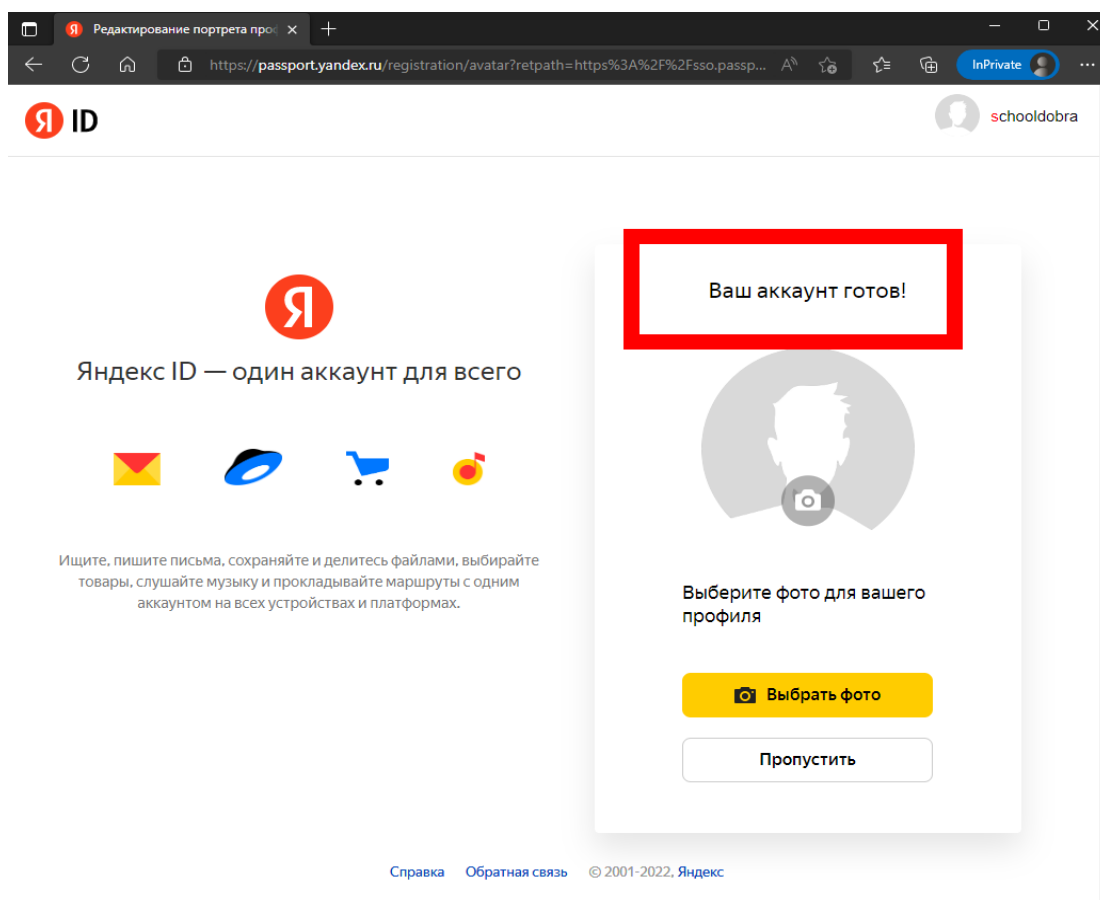 Редактирование портрета про
https://passport.yandex.ru/registration/avatar?retpath=https%3A%2F%2Fsso.passp...
InPrivate
Я ID
schooldobra
Ваш аккаунт готов!
Я
Яндекс ID — один аккаунт для всего
Ищите, пишите письма, сохраняйте и делитесь файлами, выбирайте
товары, слушайте музыку и прокладывайте маршруты с одним
аккаунтом на всех устройствах и платформах.
Выберите фото для вашего
профиля
Выбрать фото
Пропустить
Справка Обратная связь © 2001-2022, Яндекс